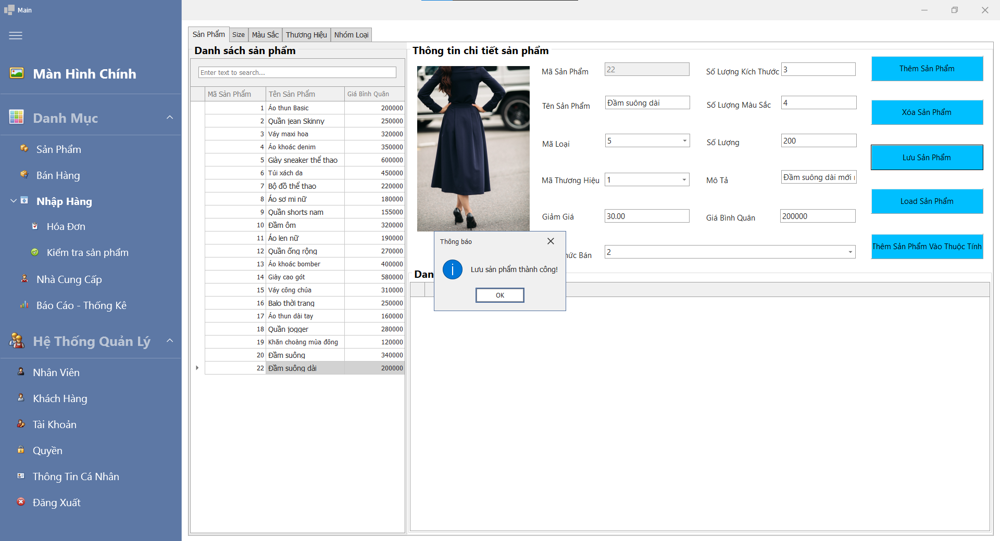 Main
Màn Hình Chính
Danh Mục
Sản Phẩm
Bán Hàng
Nhập Hàng
Hóa Đơn
Kiểm tra sản phẩm
Nhà Cung Cấp
Báo Cáo - Thống Kê
Hệ Thống Quản Lý
Nhân Viên
Khách Hàng
Tài Khoản
Quyền
Thông Tin Cá Nhân
Đăng Xuất
Sản Phẩm Size Màu Sắc Thương Hiệu Nhóm Loại
Danh sách sản phẩm
Enter text to search...
Mã Sản Phẩm Tên Sản Phẩm Giá Bình Quân
1 Áo thun Basic 200000
2 Quần jean Skinny 250000
3 Váy maxi hoa 320000
4 Áo khoác denim 350000
5 Giày sneaker thể thao 600000
6 Túi xách da 450000
7 Bộ đồ thể thao 220000
8 Áo sơ mi nữ 180000
9 Quần shorts nam 155000
10 Đầm ôm 320000
11 Áo len nữ 190000
12 Quần ống rộng 270000
13 Áo khoác bomber 400000
14 Giày cao gót 580000
15 Váy công chúa 310000
16 Balo thời trang 250000
17 Áo thun dài tay 160000
18 Quần jogger 280000
19 Khăn choàng mùa đông 120000
20 Đầm suông 340000
22 Đầm suông dài 200000
Thông tin chi tiết sản phẩm
Mã Sản Phẩm 22 Số Lượng Kích Thước 3
Tên Sản Phẩm Đầm suông dài Số Lượng Màu Sắc 4
Mã Loại 5 Số Lượng 200
Mã Thương Hiệu 1 Mô Tả Đầm suông dài mới
Giảm Giá 30.00 Giá Bình Quân 200000
Bán 2
Thêm Sản Phẩm
Xóa Sản Phẩm
Lưu Sản Phẩm
Load Sản Phẩm
Thêm Sản Phẩm Vào Thuộc Tính
Thông báo
Lưu sản phẩm thành công!
OK